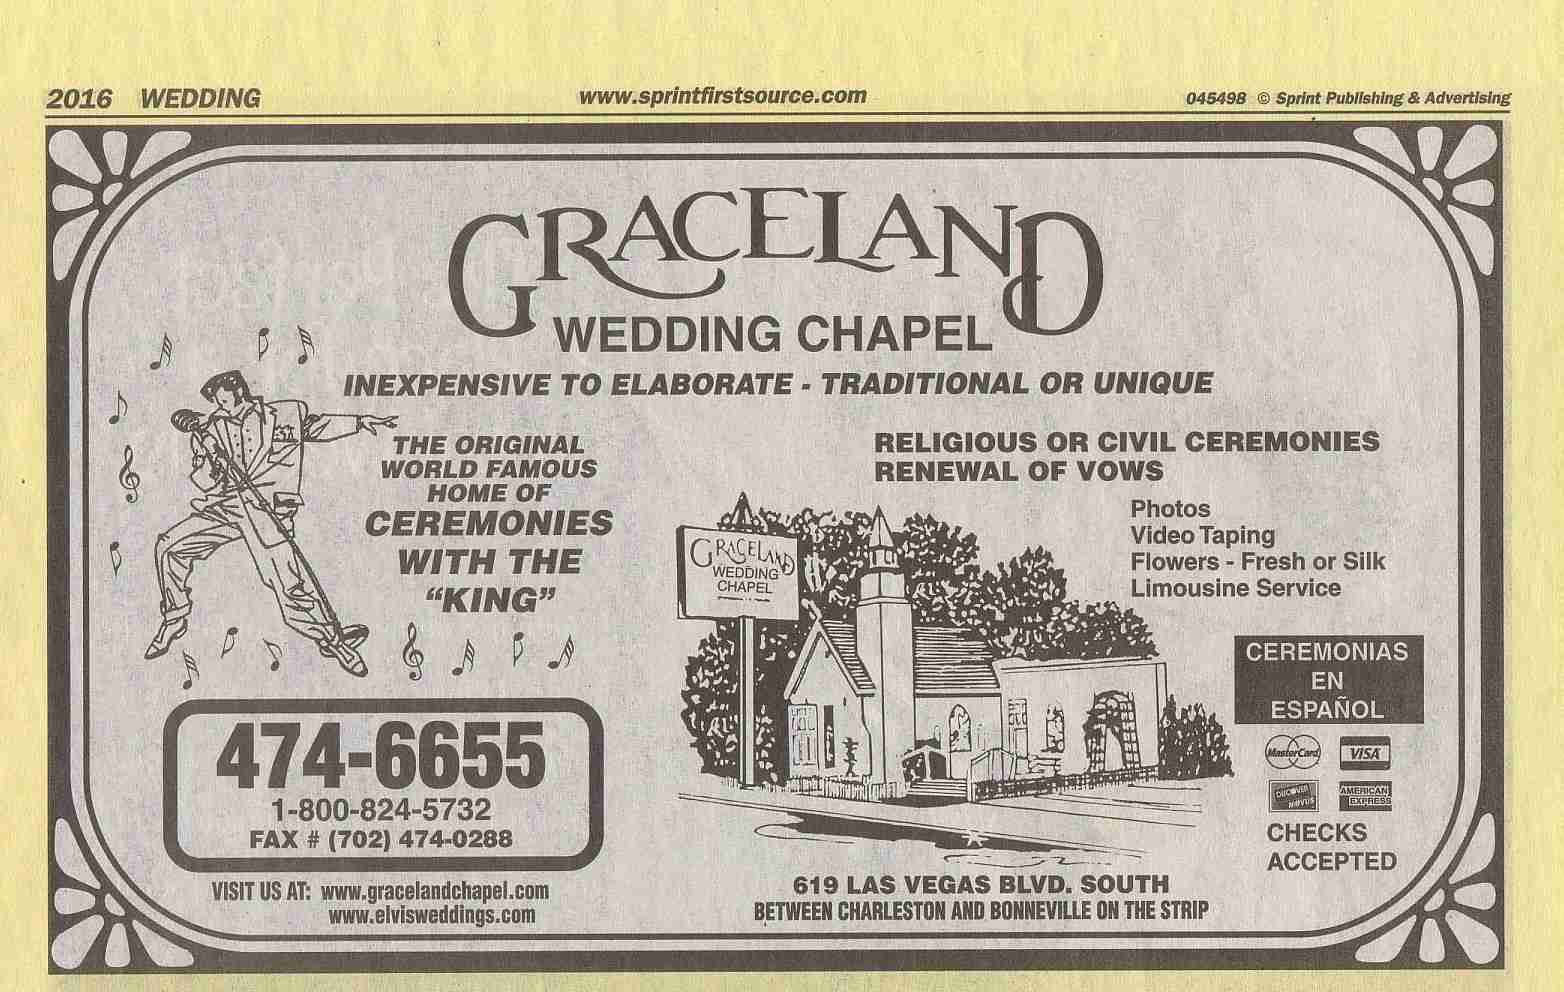 2016 WEDDING
www.sprintfirstsource.com
045498 © Sprint Publishing & Advertising
GRACELAND
WEDDING CHAPEL
INEXPENSIVE TO ELABORATE - TRADITIONAL OR UNIQUE
THE ORIGINAL
WORLD FAMOUS
HOME OF
CEREMONIES
WITH THE
“KING”
RELIGIOUS OR CIVIL CEREMONIES
RENEWAL OF VOWS
Photos
Video Taping
Flowers - Fresh or Silk
Limousine Service
GRACELAND
WEDDING
CHAPEL
CEREMONIAS
EN
ESPAÑOL
MasterCard
VISA
DISCOVER
NOVUS
AMERICAN
EXPRESS
CHECKS
ACCEPTED
474-6655
1-800-824-5732
FAX # (702) 474-0288
VISIT US AT: www.gracelandchapel.com
www.elvisweddings.com
619 LAS VEGAS BLVD. SOUTH
BETWEEN CHARLESTON AND BONNEVILLE ON THE STRIP